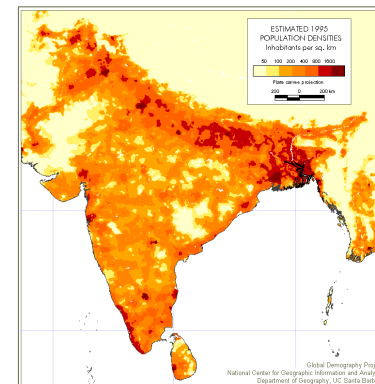 ESTIMATED 1995
POPULATION DENSITIES
Inhabitants per sq. km
50 100 200 400 800 1600
Plate carree projection
200 0 200 km
Global Demography Proj
National Center for Geographic Information and Analy
Department of Geography, UC Santa Barb